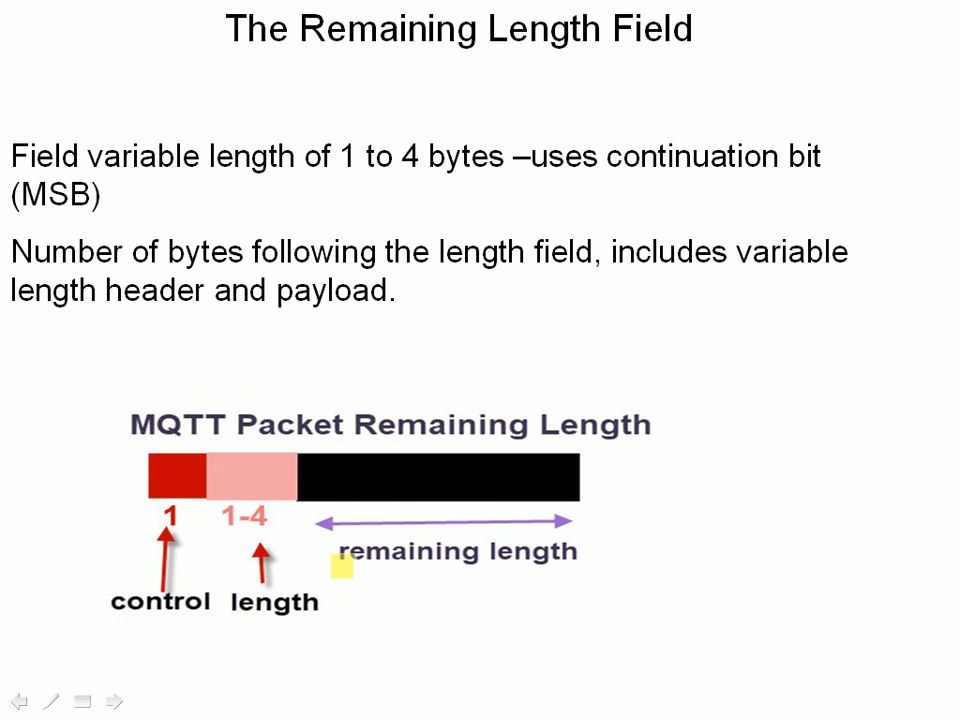 The Remaining Length Field
Field variable length of 1 to 4 bytes –uses continuation bit
(MSB)
Number of bytes following the length field, includes variable
length header and payload.
MQTT Packet Remaining Length
1 1-4
remaining length
control length